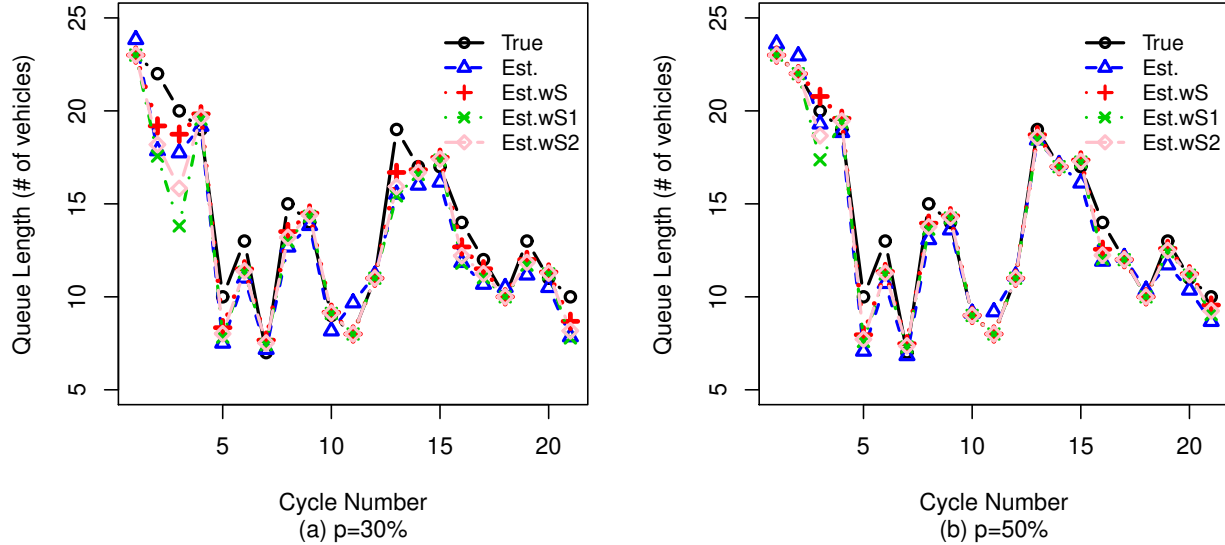 25
20
15
10
5
Queue Length (# of vehicles)
True
Est.
Est.wS
Est.wS1
Est.wS2
5
10
15
20
Cycle Number
(a) p=30%
25
20
15
10
5
Queue Length (# of vehicles)
True
Est.
Est.wS
Est.wS1
Est.wS2
5
10
15
20
Cycle Number
(b) p=50%